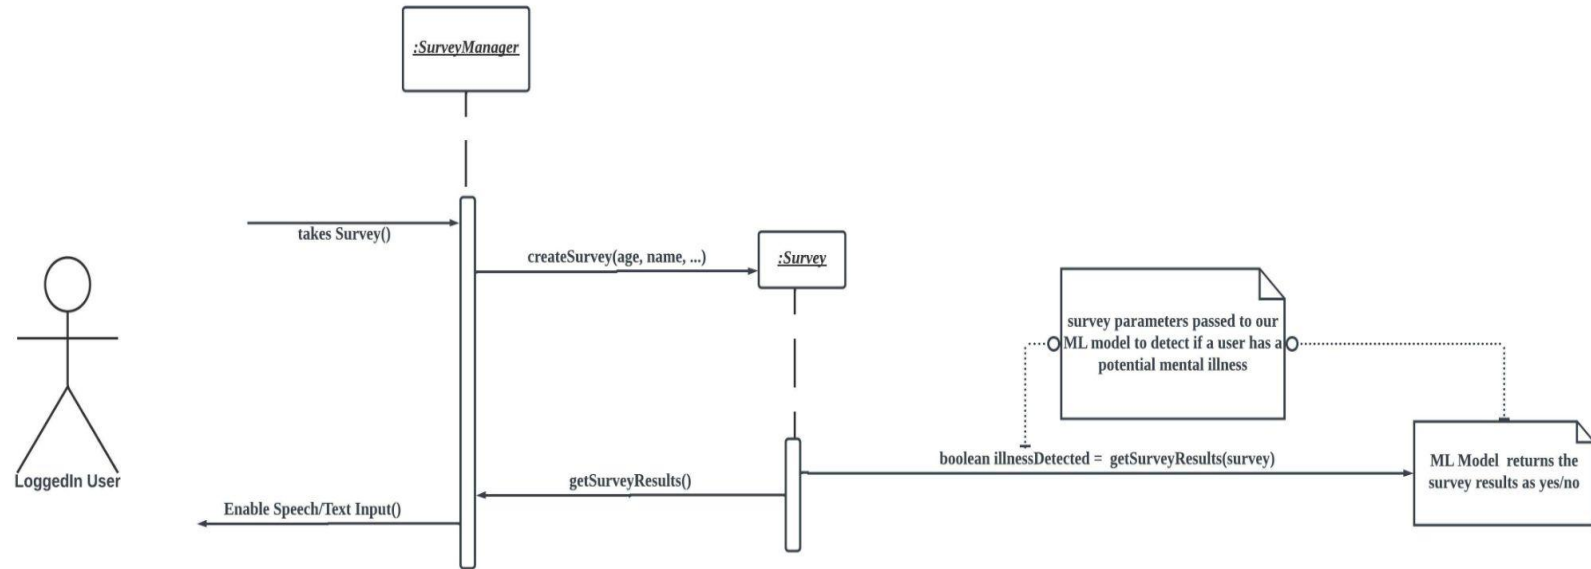 :SurveyManager
takes Survey()
createSurvey(age, name, ...)
:Survey
survey parameters passed to our
ML model to detect if a user has a
potential mental illness
boolean illnessDetected = getSurveyResults(survey)
ML Model returns the
survey results as yes/no
getSurveyResults()
LoggedIn User
Enable Speech/Text Input()